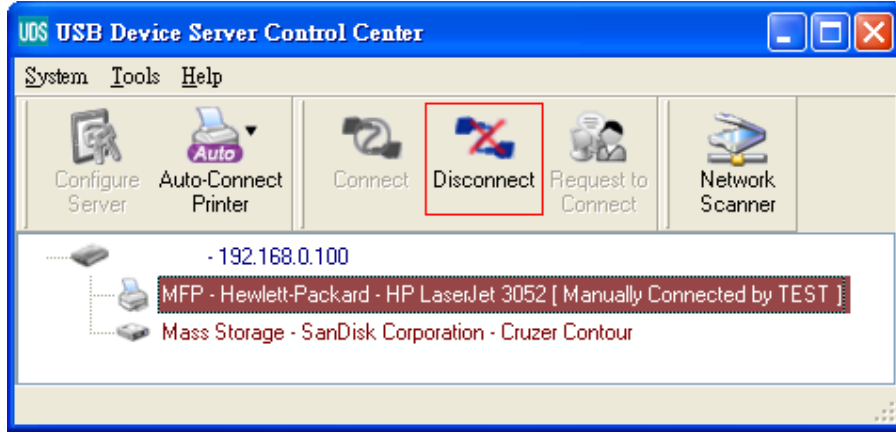 UDS USB Device Server Control Center
System Tools Help
Auto
Configure Server
Auto-Connect Printer
Connect
Disconnect
Request to Connect
Network Scanner
- 192.168.0.100
MFP - Hewlett-Packard - HP LaserJet 3052 [ Manually Connected by TEST ]
Mass Storage - SanDisk Corporation - Cruzer Contour